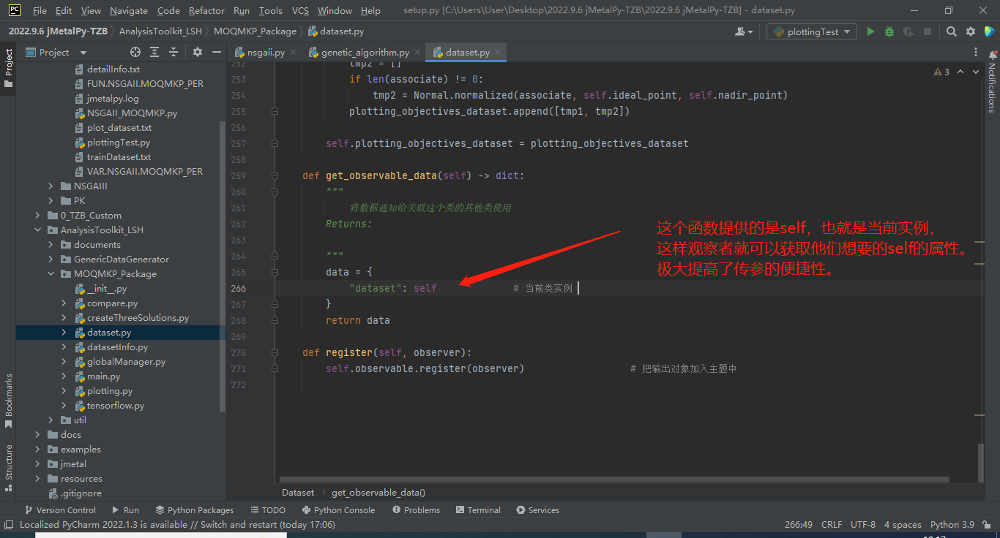 File Edit View Navigate Code Refactor Run Tools VCS Window Help setup.py [C:\Users\User\Desktop\2022.9.6 jMetalPy-TZB\2022.9.6 jMetalPy-TZB] - dataset.py
2022.9.6 jMetalPy-TZB AnalysisToolkit_LSH MOQMKP_Package dataset.py plottingTest
Project nsgaii.py genetic_algorithm.py dataset.py
Project
Bookmarks
Structure
Notifications
3
detailInfo.txt
FUN.NSGAII.MOQMKP_PER
jmetalpy.log
NSGAII_MOQMKP.py
plot_dataset.txt
plottingTest.py
trainDataset.txt
VAR.NSGAII.MOQMKP_PER
NSGAIII
PK
0_TZB_Custom
AnalysisToolkit_LSH
documents
GenericDataGenerator
MOQMKP_Package
__init__.py
compare.py
createThreeSolutions.py
dataset.py
datasetInfo.py
globalManager.py
main.py
plotting.py
tensorflow.py
util
docs
examples
jmetal
resources
.gitignore
252 tmp2 = []
253 if len(associate) != 0:
254 tmp2 = Normal.normalized(associate, self.ideal_point, self.nadir_point)
255 plotting_objectives_dataset.append([tmp1, tmp2])
256
257 self.plotting_objectives_dataset = plotting_objectives_dataset
258
259 def get_observable_data(self) -> dict:
260 """
261 将数据通知给关联这个类的其他类使用
262 Returns:
263
264 """
265 data = {
266 "dataset": self # 当前类实例
267 }
268 return data
269
270 def register(self, observer):
271 self.observable.register(observer) # 把输出对象加入主题中
272
这个函数提供的是self，也就是当前实例，
这样观察者就可以获取他们想要的self的属性。
极大提高了传参的便捷性。
Dataset get_observable_data()
Version Control Run Python Packages TODO Python Console Problems Terminal Services
Localized PyCharm 2022.1.3 is available // Switch and restart (today 17:06) 266:49 CRLF UTF-8 4 spaces Python 3.9